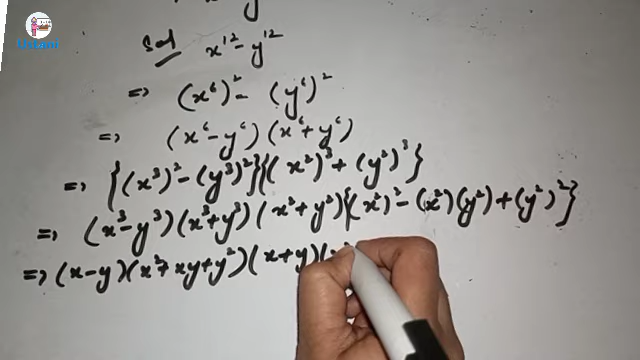 Sol x¹² - y¹²
=> (x⁶)² - (y⁶)²
=> (x⁶ - y⁶) (x⁶ + y⁶)
=> {(x³)² - (y³)²}{(x²)³ + (y²)³}
=> (x³ - y³) (x³ + y³) (x² + y²) {(x²)² - (x²)(y²) + (y²)²}
=> (x - y) (x² + xy + y²) (x + y) (